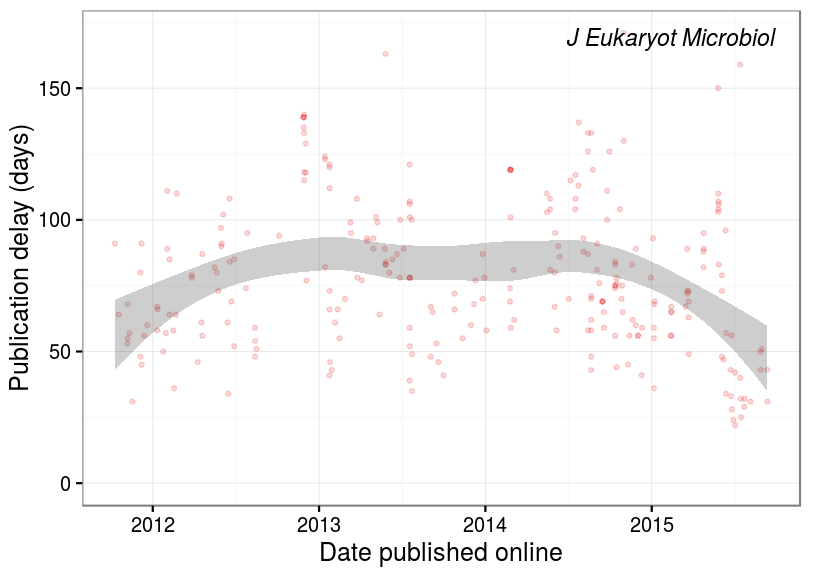 J Eukaryot Microbiol
Publication delay (days)
150
100
50
0
2012 2013 2014 2015
Date published online